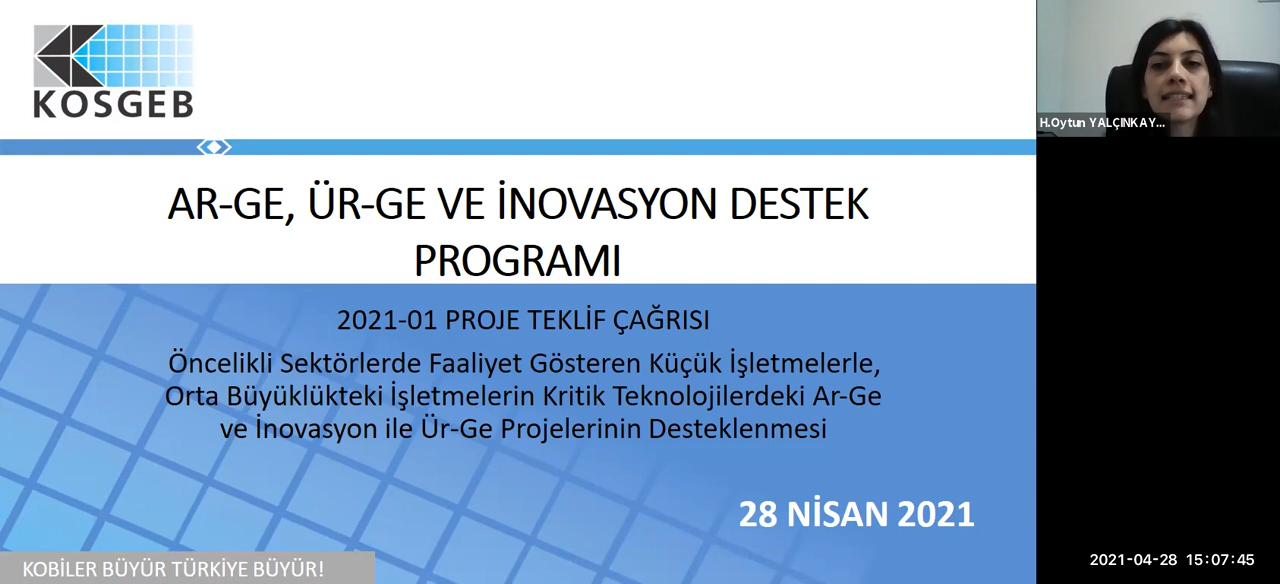 KOSGEB
AR-GE, ÜR-GE VE İNOVASYON DESTEK
PROGRAMI
2021-01 PROJE TEKLİF ÇAĞRISI
Öncelikli Sektörlerde Faaliyet Gösteren Küçük İşletmelerle,
Orta Büyüklükteki İşletmelerin Kritik Teknolojilerdeki Ar-Ge
ve İnovasyon ile Ür-Ge Projelerinin Desteklenmesi
28 NİSAN 2021
KOBİLER BÜYÜR TÜRKİYE BÜYÜR!
H.Oytun YALÇINKAY...
2021-04-28 15:07:45